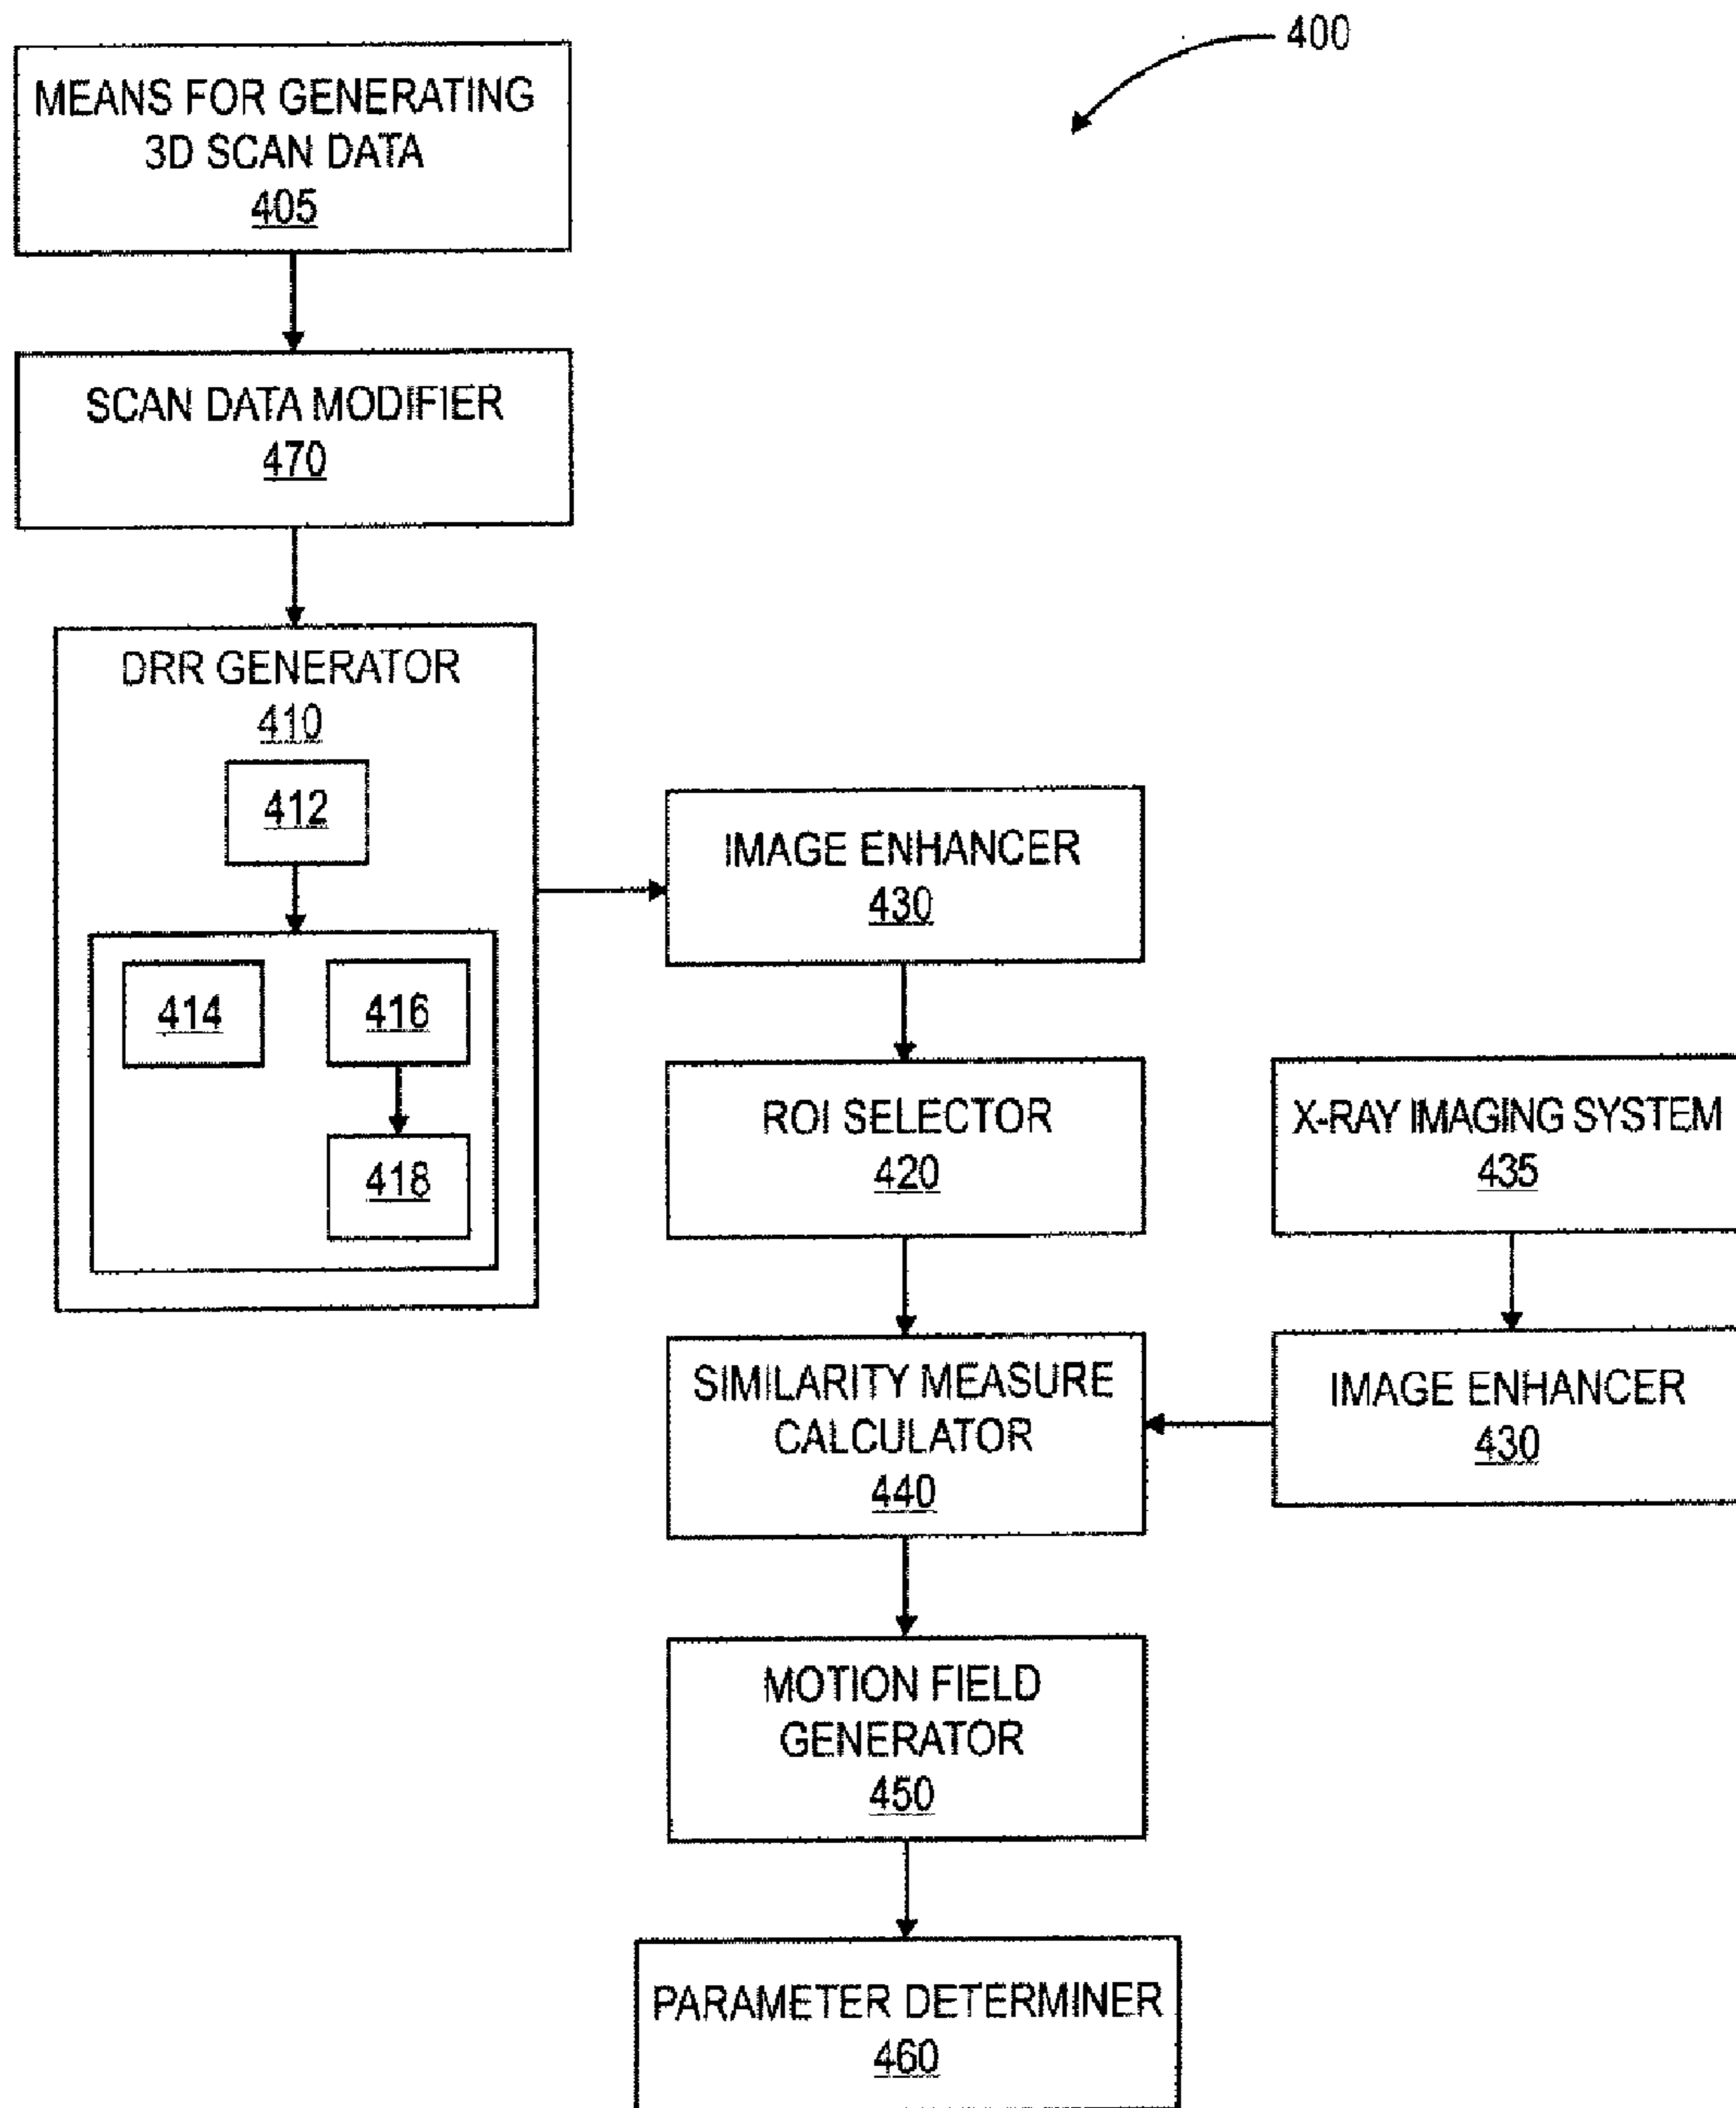 400
MEANS FOR GENERATING
3D SCAN DATA
405
SCAN DATA MODIFIER
470
DRR GENERATOR
410
412
414
416
418
IMAGE ENHANCER
430
ROI SELECTOR
420
X-RAY IMAGING SYSTEM
435
SIMILARITY MEASURE
CALCULATOR
440
IMAGE ENHANCER
430
MOTION FIELD
GENERATOR
450
PARAMETER DETERMINER
460